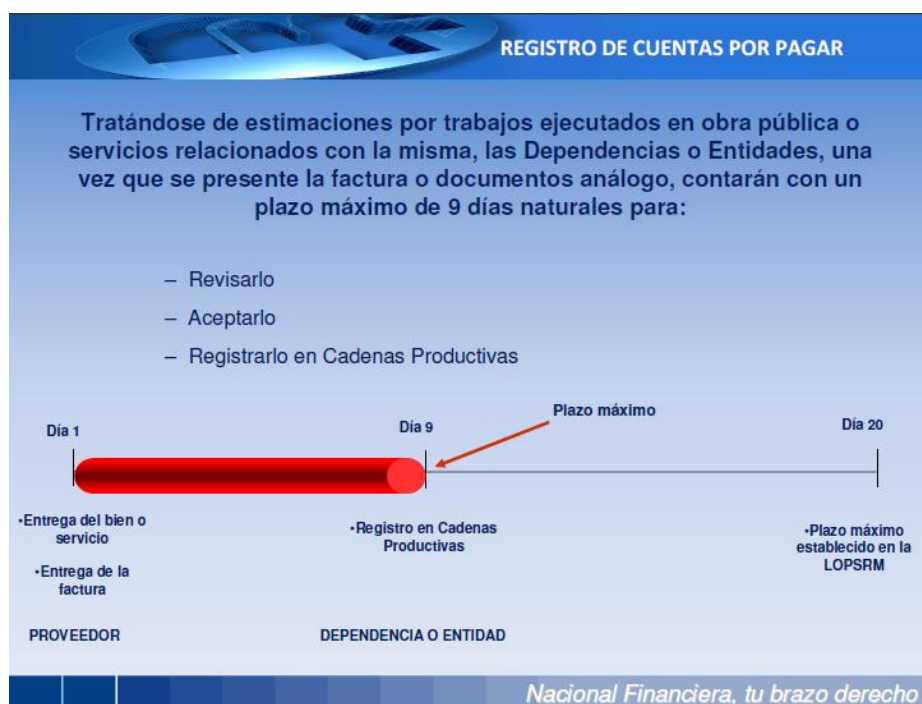 REGISTRO DE CUENTAS POR PAGAR
Tratándose de estimaciones por trabajos ejecutados en obra pública o
servicios relacionados con la misma, las Dependencias o Entidades, una
vez que se presente la factura o documentos análogo, contarán con un
plazo máximo de 9 días naturales para:
– Revisarlo
– Aceptarlo
– Registrarlo en Cadenas Productivas
Día 1
Día 9
Plazo máximo
Día 20
•Entrega del bien o
servicio
•Entrega de la
factura
•Registro en Cadenas
Productivas
•Plazo máximo
establecido en la
LOPSRM
PROVEEDOR
DEPENDENCIA O ENTIDAD
Nacional Financiera, tu brazo derecho